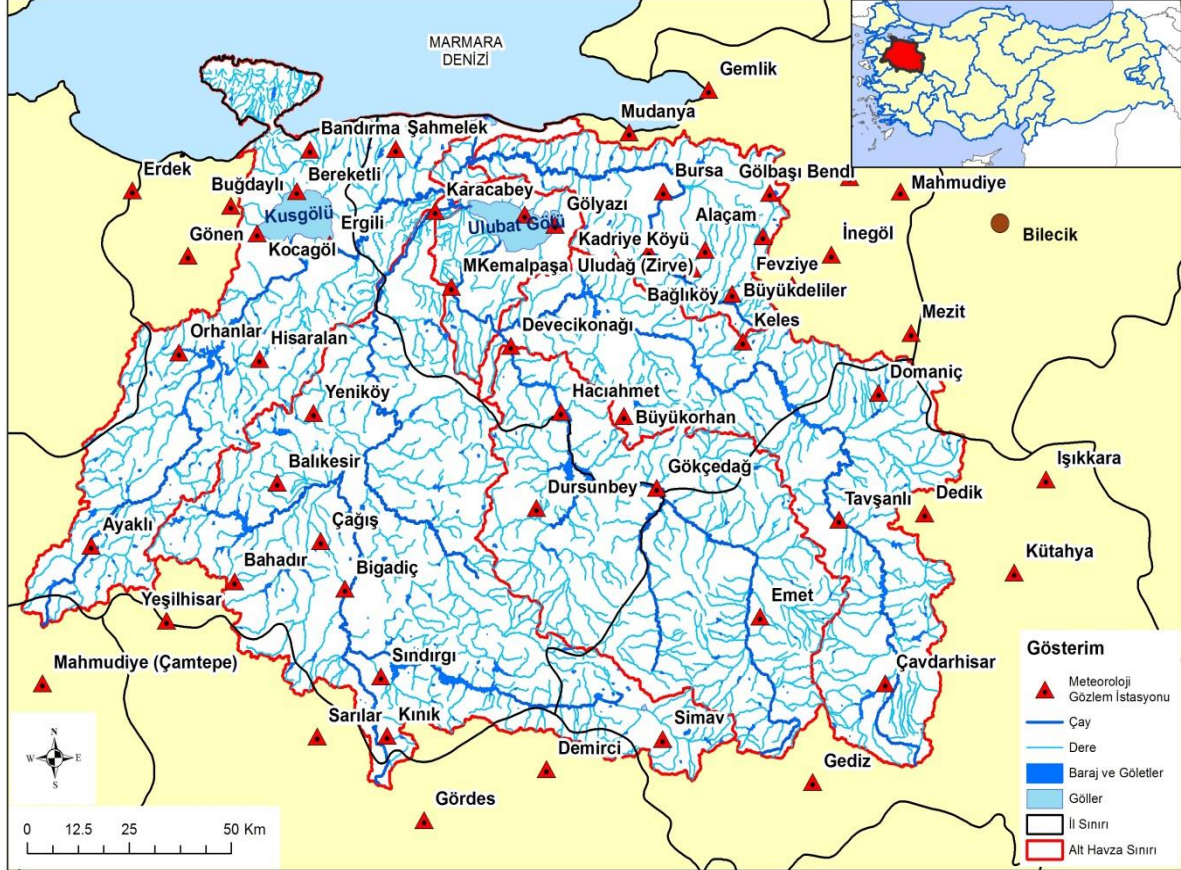 MARMARA
DENİZİ
Gemlik
Mudanya
Bandırma
Şahmelek
Erdek
Buğdaylı
Bereketli
Karacabey
Bursa
Gölbaşı Bendi
Mahmudiye
Kusgölü
Ergili
Ulubat Gölü
Gölyazı
Alaçam
Bilecik
Gönen
Kocagöl
Kadriye Köyü
İnegöl
MKemalpaşa
Uludağ (Zirve)
Fevziye
Bağlıköy
Büyükdeliler
Mezit
Orhanlar
Hisaralan
Devecikonağı
Keles
Domaniç
Yeniköy
Hacıahmet
Büyükorhan
Balıkesir
Gökçedağ
Işıkkara
Dursunbey
Tavşanlı
Dedik
Ayaklı
Çağış
Bahadır
Bigadiç
Kütahya
Yeşilhisar
Emet
Mahmudiye (Çamtepe)
Sındırgı
Çavdarhisar
Sarılar
Kınık
Simav
Demirci
Gediz
Gördes
N
W
E
S
0
12.5
25
50 Km
Gösterim
Meteoroloji
Gözlem İstasyonu
Çay
Dere
Baraj ve Göletler
Göller
İl Sınırı
Alt Havza Sınırı